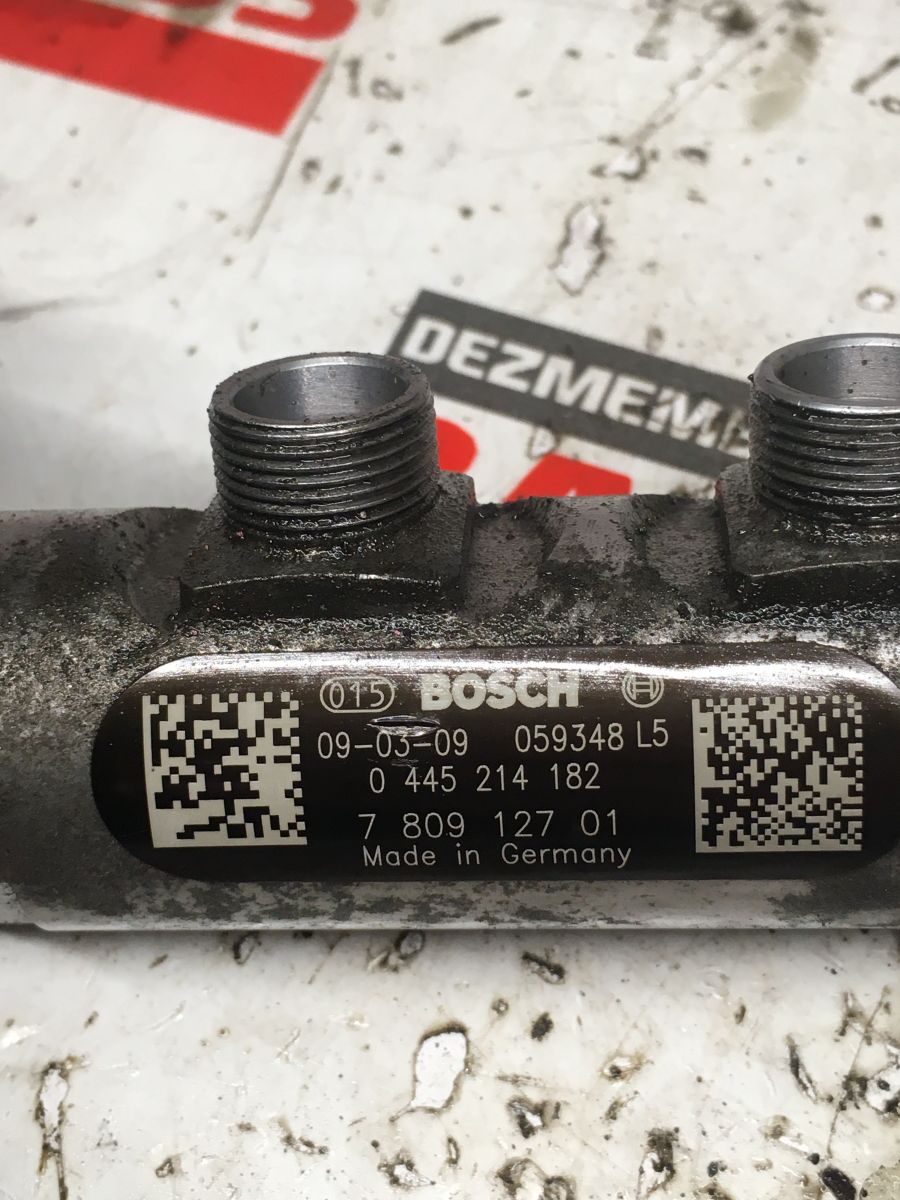 DEZMEM
015 BOSCH
09-03-09 059348 L5
0 445 214 182
7 809 127 01
Made in Germany